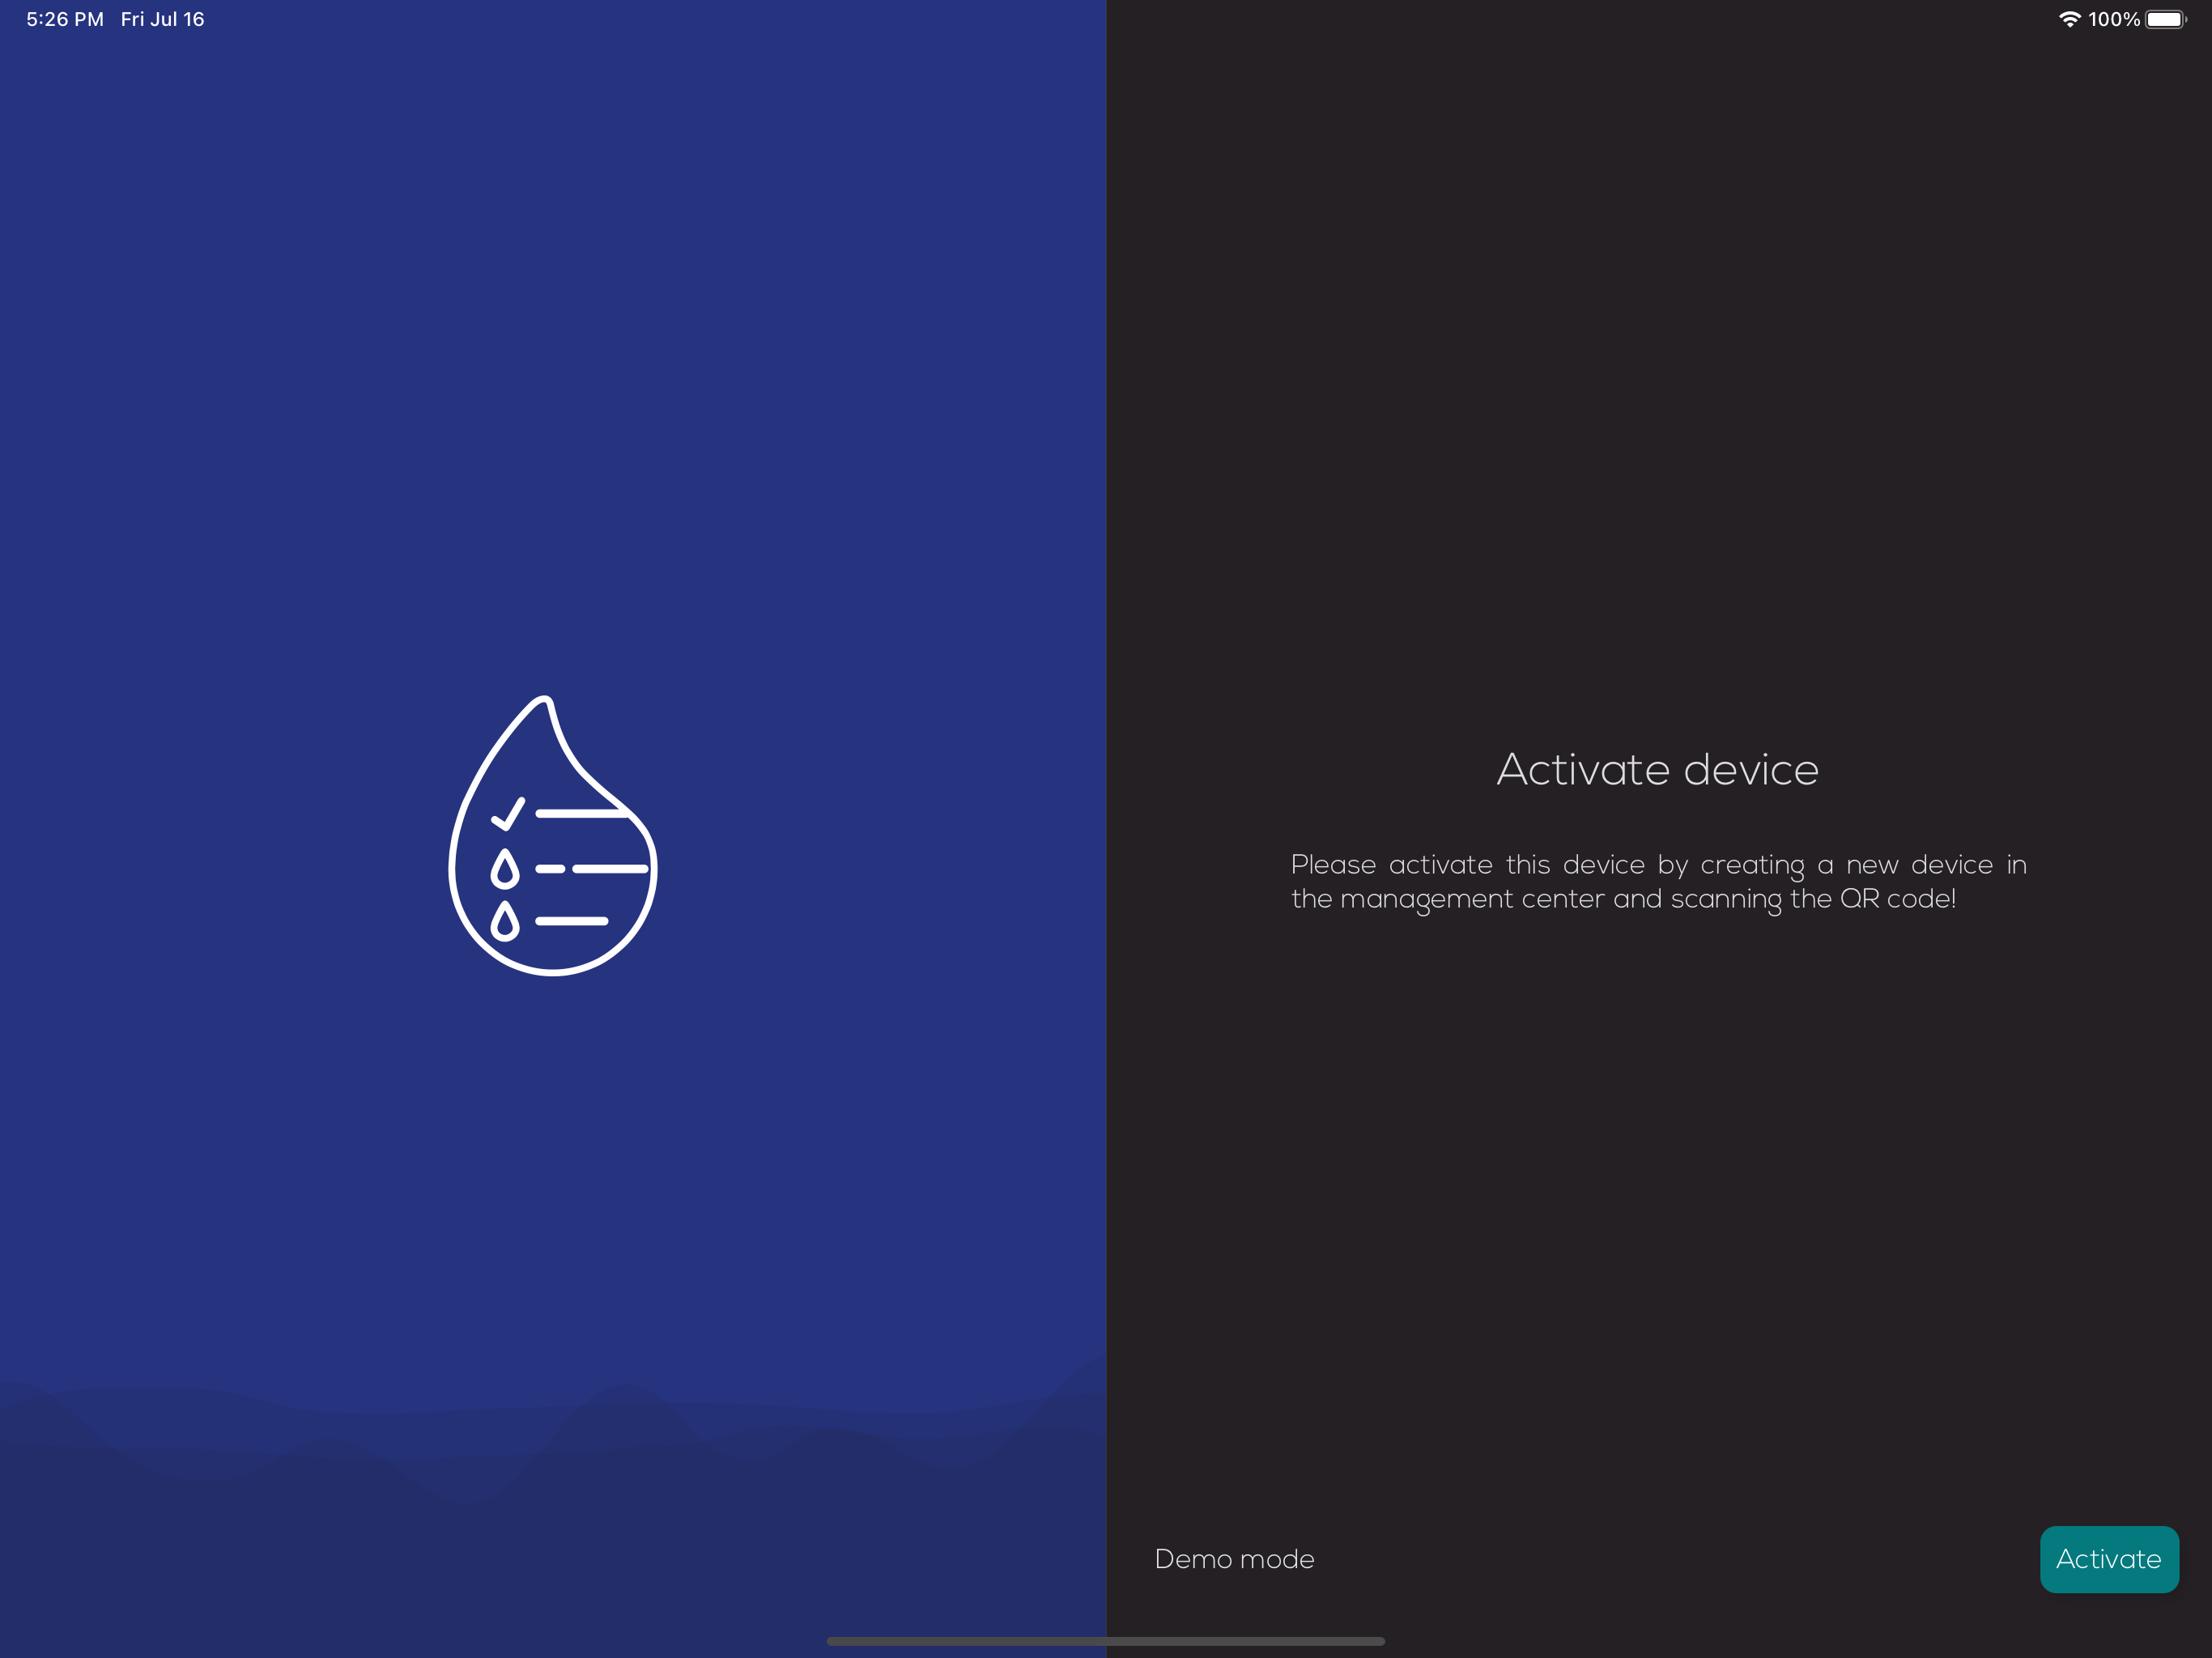 5:26 PM Fri Jul 16
100%
Activate device
Please activate this device by creating a new device in
the management center and scanning the QR code!
Demo mode
Activate